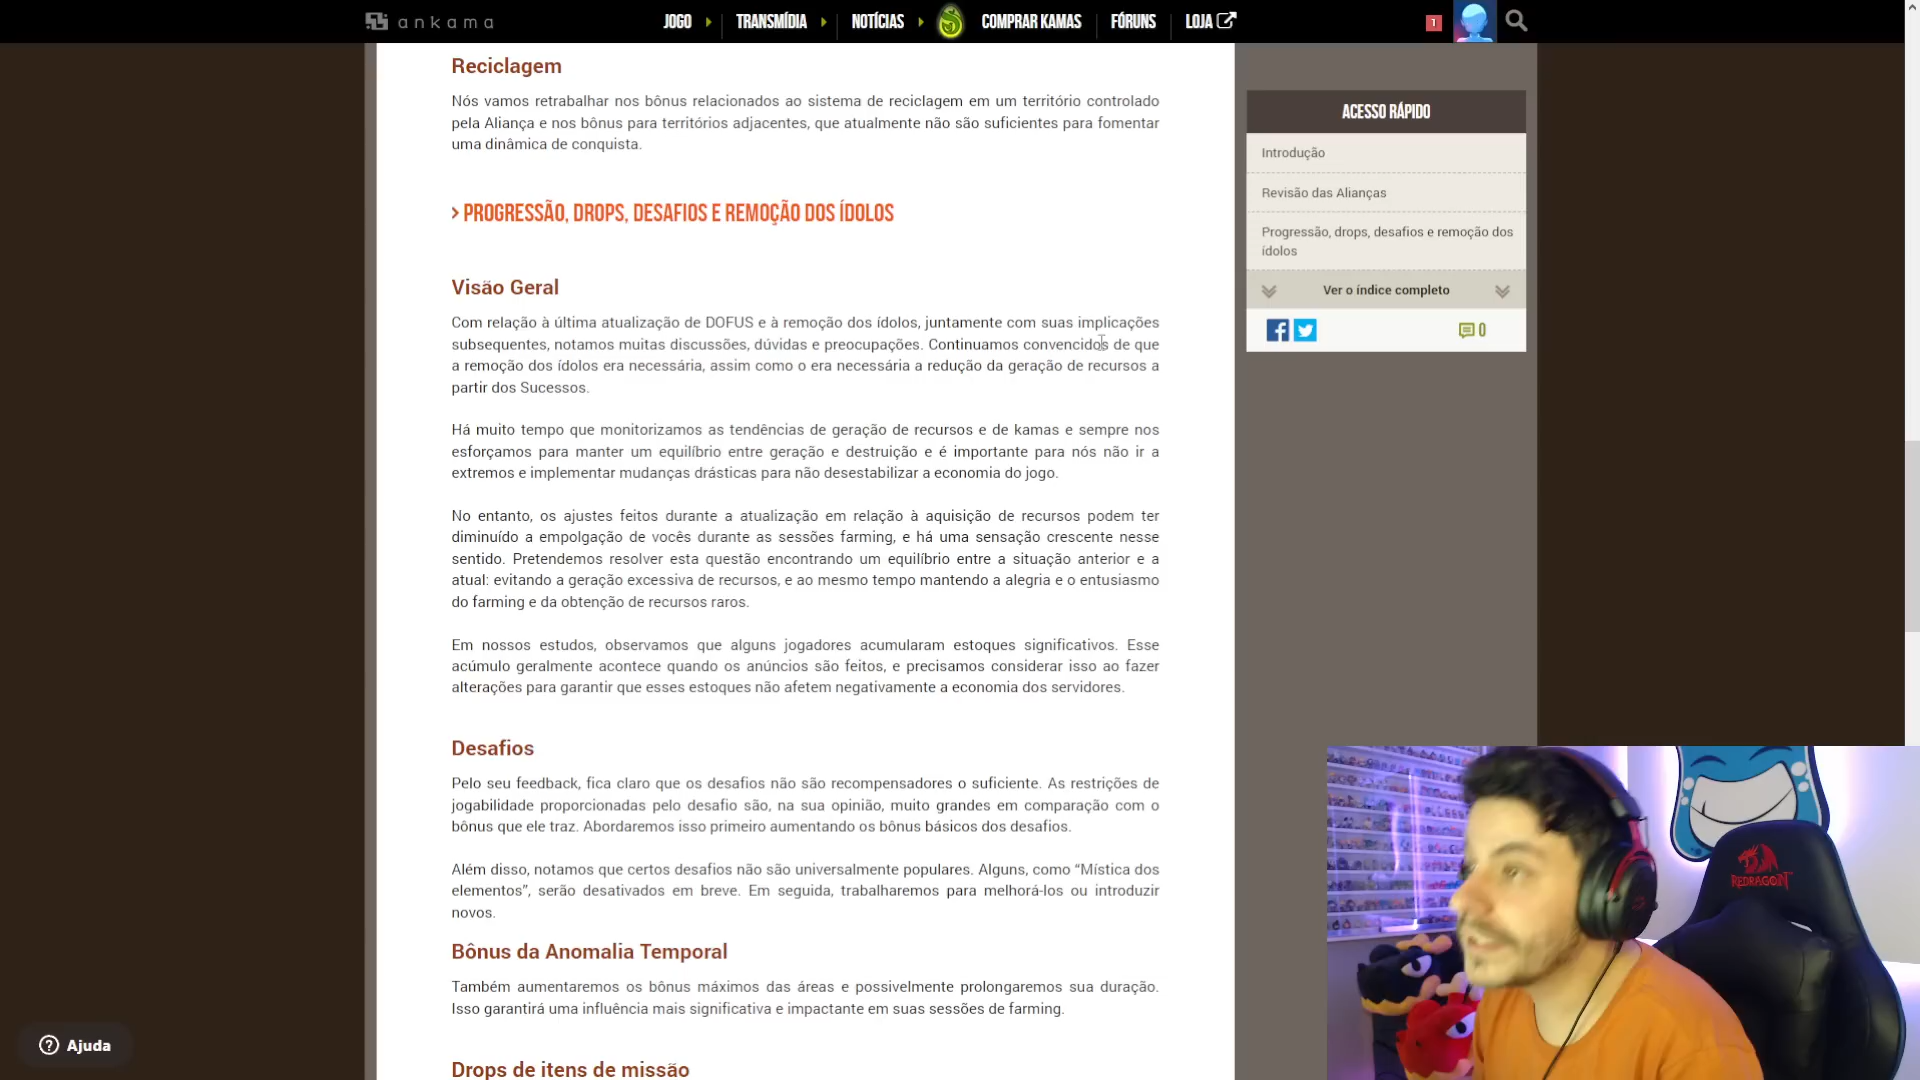 ankama
JOGO
TRANSMÍDIA
NOTÍCIAS
COMPRAR KAMAS
FÓRUNS
LOJA
1
Reciclagem
Nós vamos retrabalhar nos bônus relacionados ao sistema de reciclagem em um território controlado
pela Aliança e nos bônus para territórios adjacentes, que atualmente não são suficientes para fomentar
uma dinâmica de conquista.
> PROGRESSÃO, DROPS, DESAFIOS E REMOÇÃO DOS ÍDOLOS
Visão Geral
Com relação à última atualização de DOFUS e à remoção dos ídolos, juntamente com suas implicações
subsequentes, notamos muitas discussões, dúvidas e preocupações. Continuamos convencidos de que
a remoção dos ídolos era necessária, assim como o era necessária a redução da geração de recursos a
partir dos Sucessos.
Há muito tempo que monitorizamos as tendências de geração de recursos e de kamas e sempre nos
esforçamos para manter um equilíbrio entre geração e destruição e é importante para nós não ir a
extremos e implementar mudanças drásticas para não desestabilizar a economia do jogo.
No entanto, os ajustes feitos durante a atualização em relação à aquisição de recursos podem ter
diminuído a empolgação de vocês durante as sessões farming, e há uma sensação crescente nesse
sentido. Pretendemos resolver esta questão encontrando um equilíbrio entre a situação anterior e a
atual: evitando a geração excessiva de recursos, e ao mesmo tempo mantendo a alegria e o entusiasmo
do farming e da obtenção de recursos raros.
Em nossos estudos, observamos que alguns jogadores acumularam estoques significativos. Esse
acúmulo geralmente acontece quando os anúncios são feitos, e precisamos considerar isso ao fazer
alterações para garantir que esses estoques não afetem negativamente a economia dos servidores.
Desafios
Pelo seu feedback, fica claro que os desafios não são recompensadores o suficiente. As restrições de
jogabilidade proporcionadas pelo desafio são, na sua opinião, muito grandes em comparação com o
bônus que ele traz. Abordaremos isso primeiro aumentando os bônus básicos dos desafios.
Além disso, notamos que certos desafios não são universalmente populares. Alguns, como “Mística dos
elementos”, serão desativados em breve. Em seguida, trabalharemos para melhorá-los ou introduzir
novos.
Bônus da Anomalia Temporal
Também aumentaremos os bônus máximos das áreas e possivelmente prolongaremos sua duração.
Isso garantirá uma influência mais significativa e impactante em suas sessões de farming.
Drops de itens de missão
ACESSO RÁPIDO
Introdução
Revisão das Alianças
Progressão, drops, desafios e remoção dos
ídolos
Ver o índice completo
0
REDRAGON
Ajuda